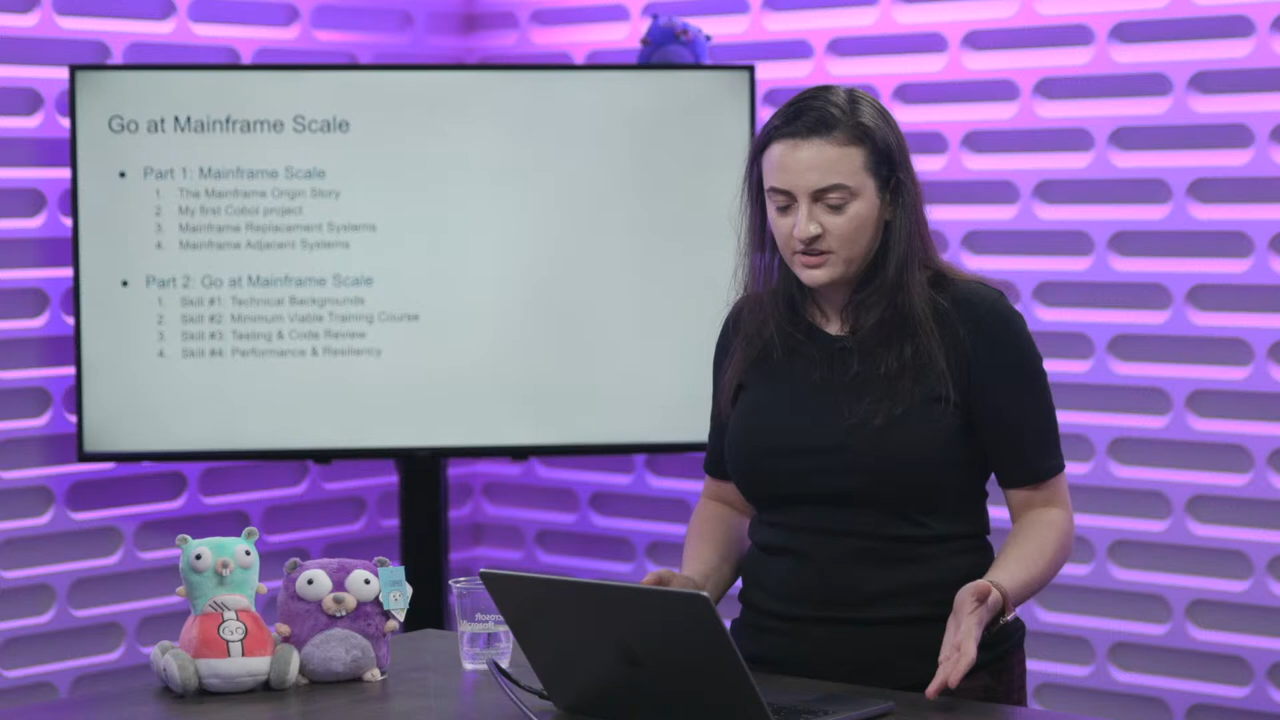 Go at Mainframe Scale
• Part 1: Mainframe Scale
1. The Mainframe Origin Story
2. My first Cobol project
3. Mainframe Replacement Systems
4. Mainframe Adjacent Systems
• Part 2: Go at Mainframe Scale
1. Skill #1: Technical Backgrounds
2. Skill #2: Minimum Viable Training Course
3. Skill #3: Testing & Code Review
4. Skill #4: Performance & Resiliency
GO
Microsoft
Microsoft